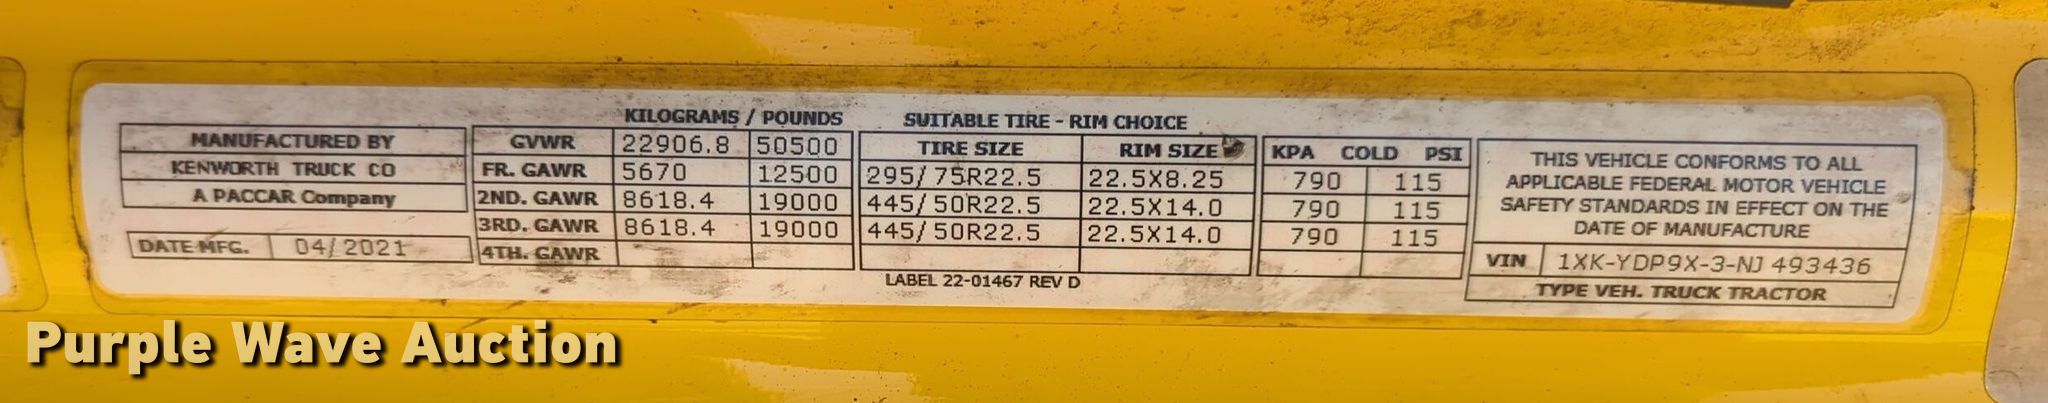 KILOGRAMS / POUNDS SUITABLE TIRE - RIM CHOICE
MANUFACTURED BY
KENWORTH TRUCK CO
A PACCAR Company
DATE MFG. 04/2021
GVWR 22906.8 50500 TIRE SIZE RIM SIZE KPA COLD PSI
FR. GAWR 5670 12500 295/75R22.5 22.5X8.25 790 115
2ND. GAWR 8618.4 19000 445/50R22.5 22.5X14.0 790 115
3RD. GAWR 8618.4 19000 445/50R22.5 22.5X14.0 790 115
4TH. GAWR
LABEL 22-01467 REV D
THIS VEHICLE CONFORMS TO ALL
APPLICABLE FEDERAL MOTOR VEHICLE
SAFETY STANDARDS IN EFFECT ON THE
DATE OF MANUFACTURE
VIN 1XK-YDP9X-3-NJ 493436
TYPE VEH. TRUCK TRACTOR
Purple Wave Auction